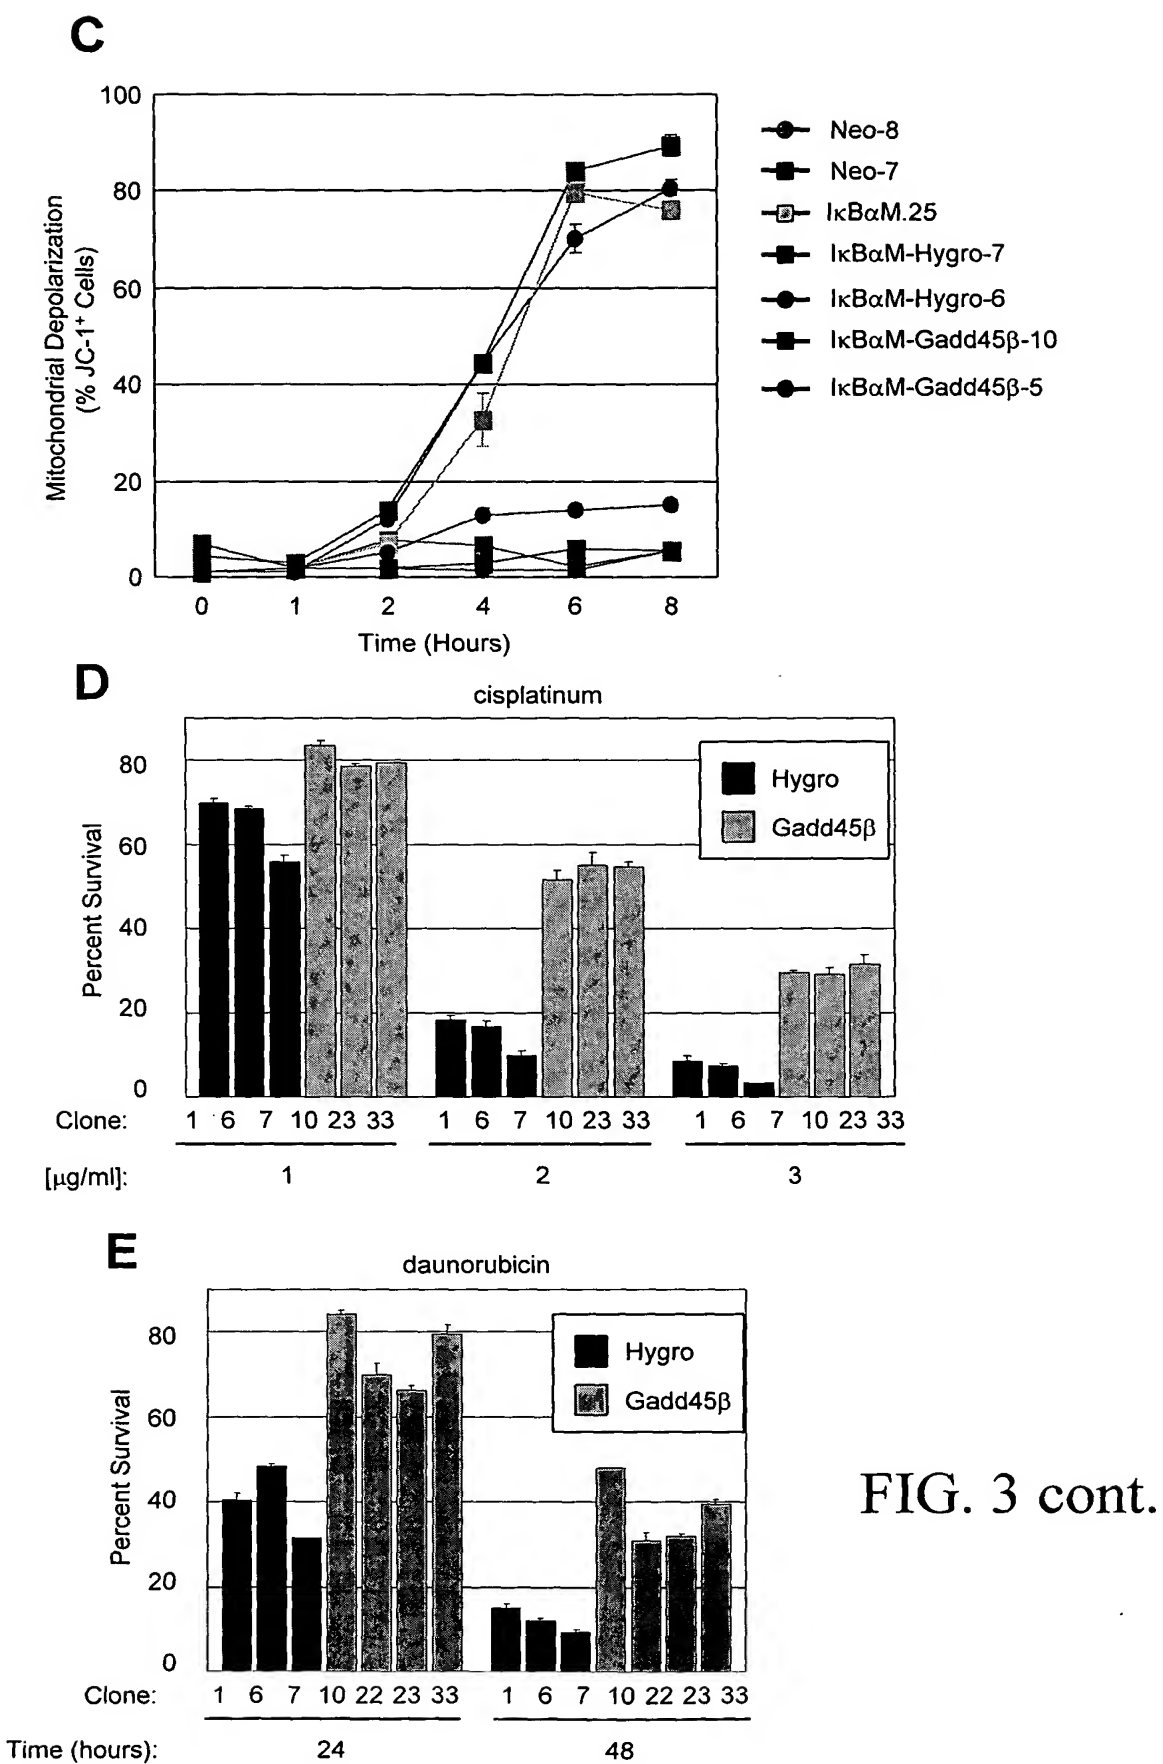 C
100
80
60
40
20
0
Mitochondrial Depolarization
(% JC-1⁺ Cells)
0 1 2 4 6 8
Time (Hours)
Neo-8
Neo-7
IκBαM.25
IκBαM-Hygro-7
IκBαM-Hygro-6
IκBαM-Gadd45β-10
IκBαM-Gadd45β-5
D
cisplatinum
80
60
40
20
0
Percent Survival
Hygro
Gadd45β
Clone: 1 6 7 10 23 33 1 6 7 10 23 33 1 6 7 10 23 33
[µg/ml]: 1 2 3
E
daunorubicin
80
60
40
20
0
Percent Survival
Hygro
Gadd45β
Clone: 1 6 7 10 22 23 33 1 6 7 10 22 23 33
Time (hours): 24 48
FIG. 3 cont.